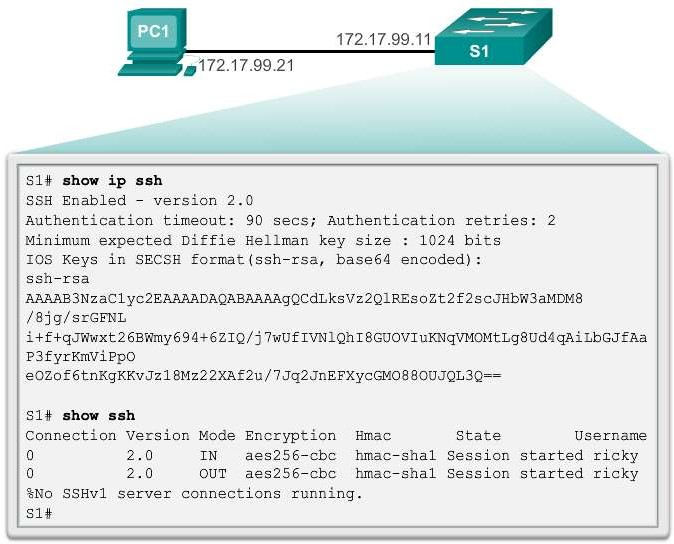 PC1
172.17.99.11
S1
172.17.99.21
S1# show ip ssh
SSH Enabled - version 2.0
Authentication timeout: 90 secs; Authentication retries: 2
Minimum expected Diffie Hellman key size : 1024 bits
IOS Keys in SECSH format(ssh-rsa, base64 encoded):
ssh-rsa
AAAAB3NzaC1yc2EAAAADAQABAAAAgQCdLksVz2QlREsoZt2f2scJHbW3aMDM8
/8jg/srGFNL
i+f+qJWwxt26BWmy694+6ZIQ/j7wUfIVNlQhI8GUOVIuKNqVMOMtLg8Ud4qAiLbGJfAa
P3fyrKmViPpO
eOZof6tnKgKKvJz18Mz22XAf2u/7Jq2JnEFXycGMO88OUJQL3Q==
S1# show ssh
Connection Version Mode Encryption Hmac State Username
0 2.0 IN aes256-cbc hmac-sha1 Session started ricky
0 2.0 OUT aes256-cbc hmac-sha1 Session started ricky
%No SSHv1 server connections running.
S1#